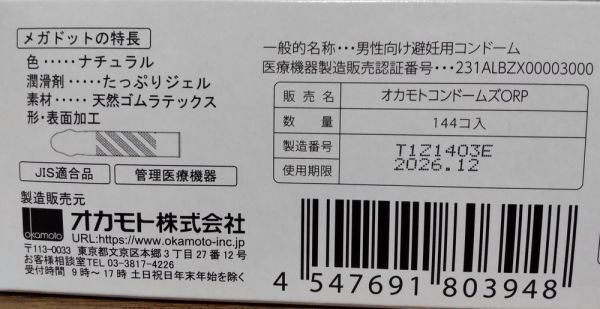 メガドットの特長
色・・・・・ナチュラル
潤滑剤・・・・たっぷりジェル
素材・・・・天然ゴムラテックス
形・表面加工
JIS適合品 管理医療機器
製造販売元
okamoto オカモト株式会社
URL:https://www.okamoto-inc.jp
〒113-0033 東京都文京区本郷3丁目27番12号
お客様相談室TEL 03-3817-4226
受付時間 9時〜17時 土日祝日年末年始を除く
一般的名称・・・男性向け避妊用コンドーム
医療機器製造販売認証番号・・・231ALBZX00003000
販売名 オカモトコンドームズORP
数量 144コ入
製造番号 T1Z1403E
使用期限 2026.12
4 547691 803948